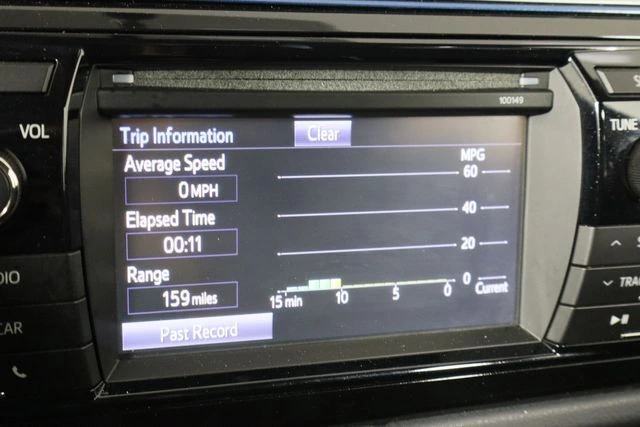 100149
VOL
TUNE
Trip Information
Clear
Average Speed
0 MPH
Elapsed Time
00:11
Range
159 miles
Past Record
MPG
60
40
20
0
15 min 10 5 0 Current
CAR
TRA